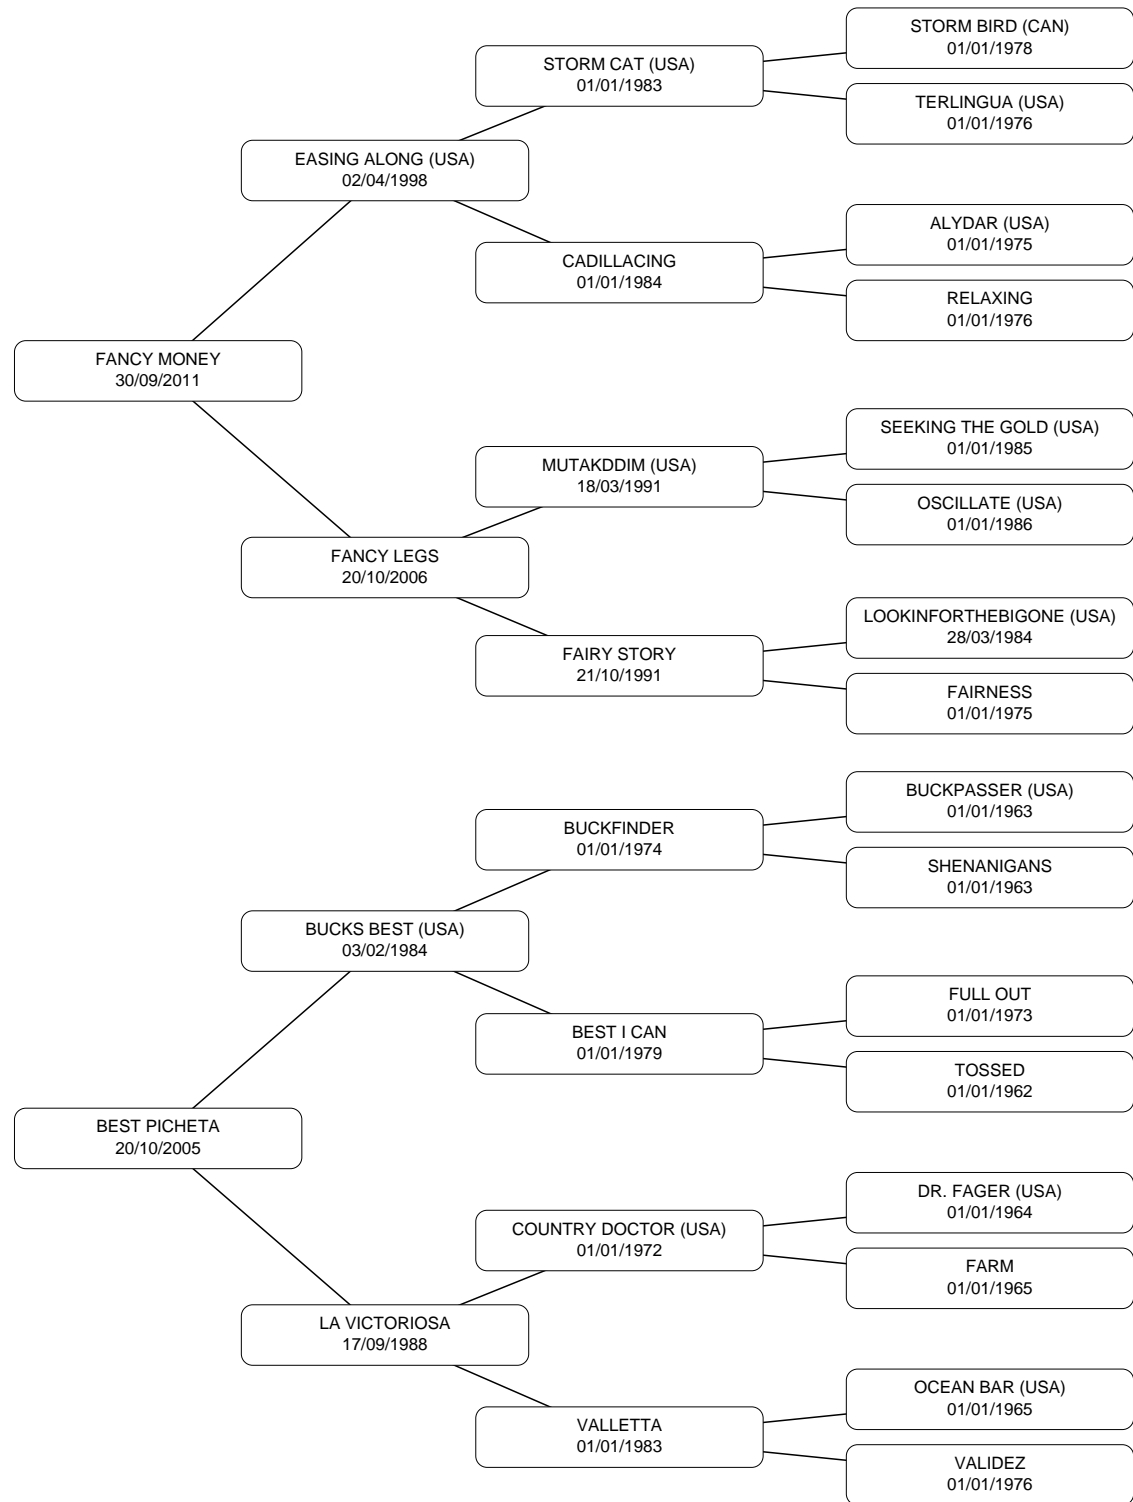 STORM BIRD (CAN)
01/01/1978
STORM CAT (USA)
01/01/1983
TERLINGUA (USA)
01/01/1976
EASING ALONG (USA)
02/04/1998
ALYDAR (USA)
01/01/1975
CADILLACING
01/01/1984
RELAXING
01/01/1976
FANCY MONEY
30/09/2011
SEEKING THE GOLD (USA)
01/01/1985
MUTAKDDIM (USA)
18/03/1991
OSCILLATE (USA)
01/01/1986
FANCY LEGS
20/10/2006
LOOKINFORTHEBIGONE (USA)
28/03/1984
FAIRY STORY
21/10/1991
FAIRNESS
01/01/1975
BUCKPASSER (USA)
01/01/1963
BUCKFINDER
01/01/1974
SHENANIGANS
01/01/1963
BUCKS BEST (USA)
03/02/1984
FULL OUT
01/01/1973
BEST I CAN
01/01/1979
TOSSED
01/01/1962
BEST PICHETA
20/10/2005
DR. FAGER (USA)
01/01/1964
COUNTRY DOCTOR (USA)
01/01/1972
FARM
01/01/1965
LA VICTORIOSA
17/09/1988
OCEAN BAR (USA)
01/01/1965
VALLETTA
01/01/1983
VALIDEZ
01/01/1976